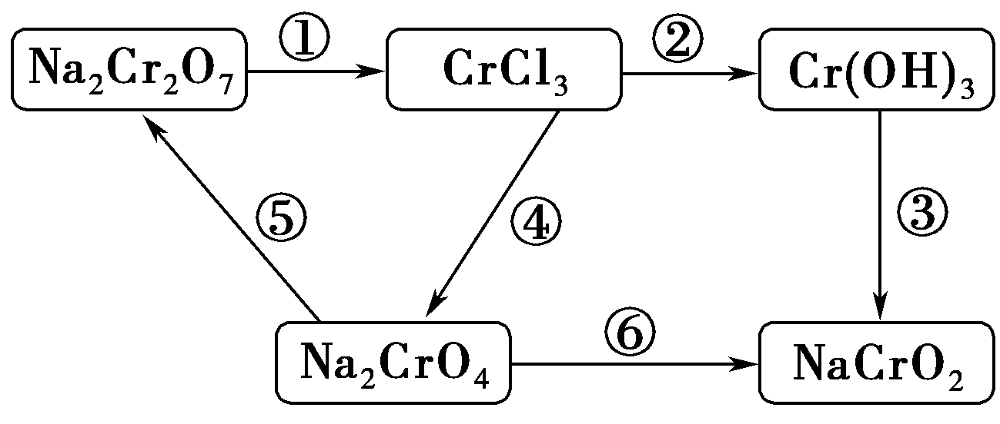 ① ②
Na₂Cr₂O₇ CrCl₃ Cr(OH)₃
⑤ ④ ③
⑥
Na₂CrO₄ NaCrO₂